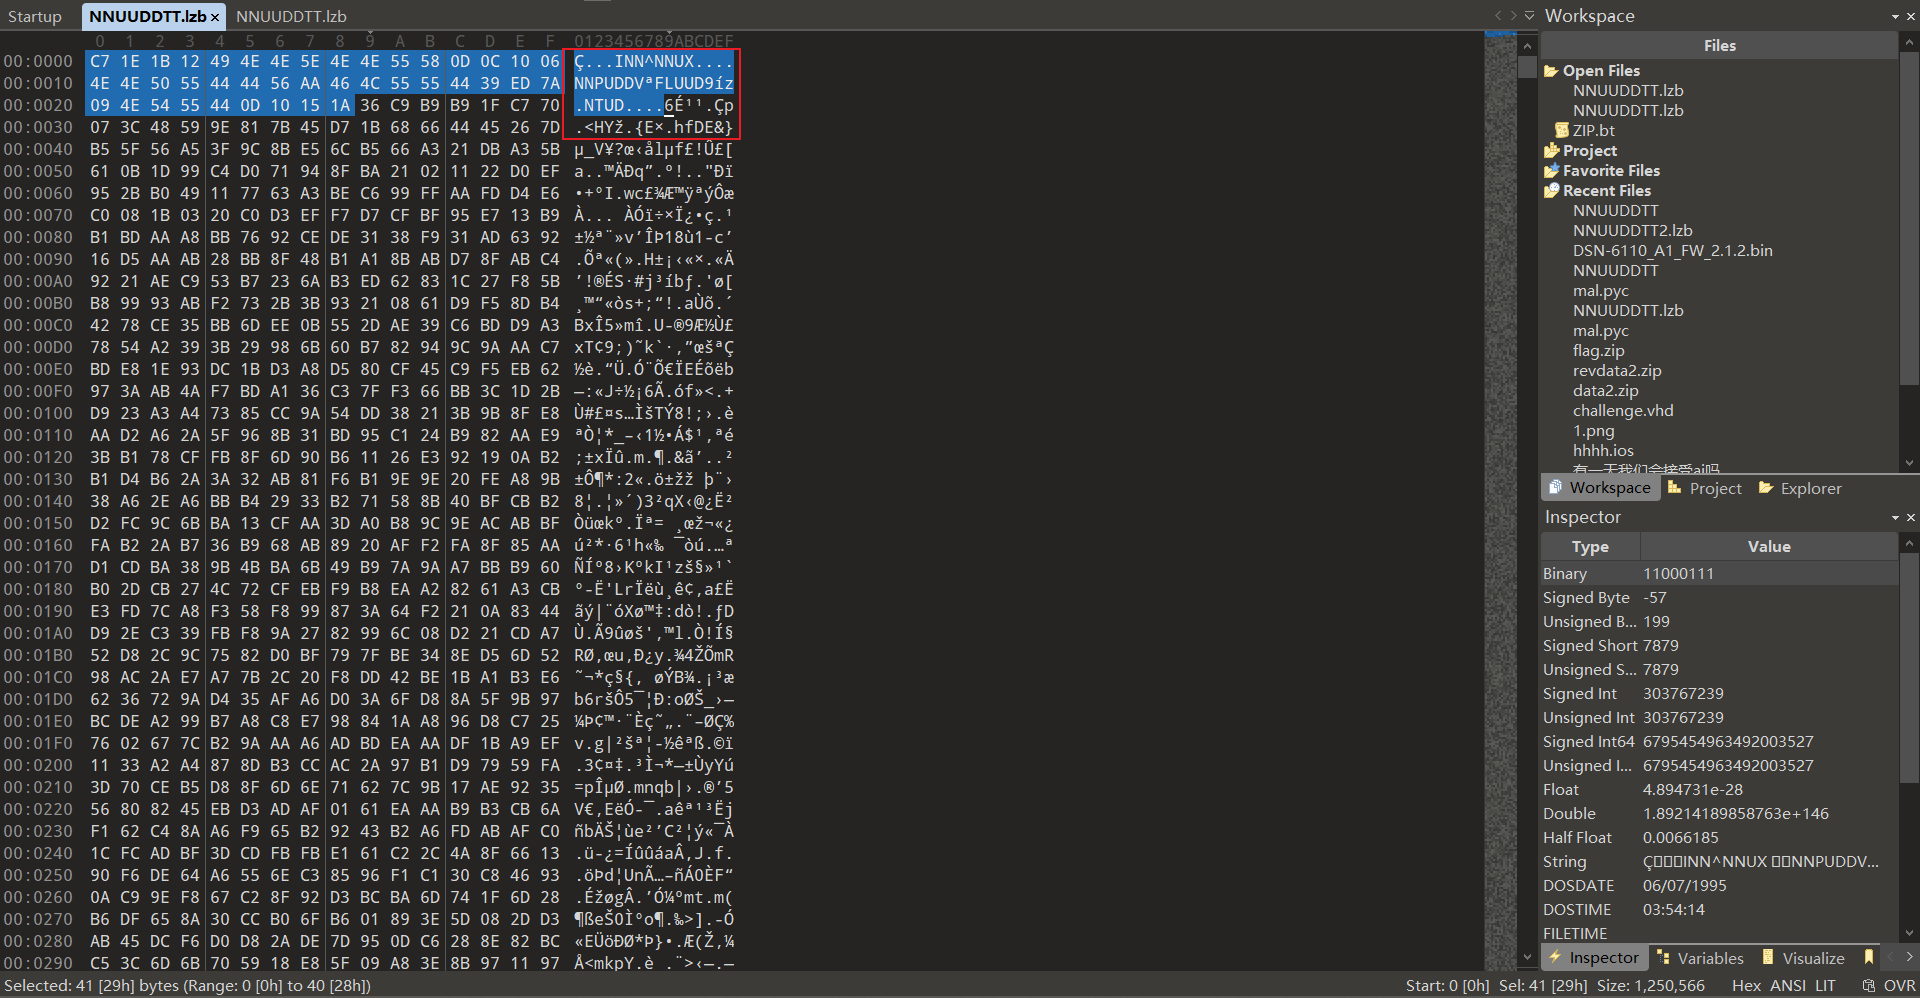 Startup NNUUDDTT.lzb × NNUUDDTT.lzb
0 1 2 3 4 5 6 7 8 9 A B C D E F 0123456789ABCDEF
00:0000 C7 1E 1B 12 49 4E 4E 5E 4E 4E 55 58 0D 0C 10 06 Ç...INN^NNUX....
00:0010 4E 4E 50 55 44 44 56 AA 46 4C 55 55 44 39 ED 7A NNPUDDVªFLUUD9íz
00:0020 09 4E 54 55 44 0D 10 15 1A 36 C9 B9 B9 1F C7 70 .NTUD....6É¹¹.Çp
00:0030 07 3C 48 59 9E 81 7B 45 D7 1B 68 66 44 45 26 7D .<HYž.{E×.hfDE&}
00:0040 B5 5F 56 A5 3F 9C 8B E5 6C B5 66 A3 21 DB A3 5B µ_V¥?œ‹ålµf£!Û£[
00:0050 61 0B 1D 99 C4 D0 71 94 8F BA 21 02 11 22 D0 EF a..™ÄÐq”.º!.."Ðï
00:0060 95 2B B0 49 11 77 63 A3 BE C6 99 FF AA FD D4 E6 •+°I.wc£¾Æ™ÿªýÔæ
00:0070 C0 08 1B 03 20 C0 D3 EF F7 D7 CF BF 95 E7 13 B9 À... ÀÓï÷×Ï¿•ç.¹
00:0080 B1 BD AA A8 BB 76 92 CE DE 31 38 F9 31 AD 63 92 ±½ª¨»v’ÎÞ18ù1-c’
00:0090 16 D5 AA AB 28 BB 8F 48 B1 A1 8B AB D7 8F AB C4 .Õª«(».H±¡‹«×.«Ä
00:00A0 92 21 AE C9 53 B7 23 6A B3 ED 62 83 1C 27 F8 5B ’!®ÉS·#j³íbƒ.'ø[
00:00B0 B8 99 93 AB F2 73 2B 3B 93 21 08 61 D9 F5 8D B4 ¸™“«òs+;“!.aÙõ.´
00:00C0 42 78 CE 35 BB 6D EE 0B 55 2D AE 39 C6 BD D9 A3 BxÎ5»mî.U-®9Æ½Ù£
00:00D0 78 54 A2 39 3B 29 98 6B 60 B7 82 94 9C 9A AA C7 xT¢9;)˜k`·‚”œšªÇ
00:00E0 BD E8 1E 93 DC 1B D3 A8 D5 80 CF 45 C9 F5 EB 62 ½è.“Ü.Ó¨Õ€ÏEÉõëb
00:00F0 97 3A AB 4A F7 BD A1 36 C3 7F F3 66 BB 3C 1D 2B —:«J÷½¡6Ã.óf»<.+
00:0100 D9 23 A3 A4 73 85 CC 9A 54 DD 38 21 3B 9B 8F E8 Ù#£¤s…ÌšTÝ8!;›.è
00:0110 AA D2 A6 2A 5F 96 8B 31 BD 95 C1 24 B9 82 AA E9 ªÒ¦*_–‹1½•Á$¹‚ªé
00:0120 3B B1 78 CF FB 8F 6D 90 B6 11 26 E3 92 19 0A B2 ;±xÏû.m.¶.&ã’..²
00:0130 B1 D4 B6 2A 3A 32 AB 81 F6 B1 9E 9E 20 FE A8 9B ±Ô¶*:2«.ö±žž þ¨›
00:0140 38 A6 2E A6 BB B4 29 33 B2 71 58 8B 40 BF CB B2 8¦.¦»´)3²qX‹@¿Ë²
00:0150 D2 FC 9C 6B BA 13 CF AA 3D A0 B8 9C 9E AC AB BF Òüœkº.Ïª= ¸œž¬«¿
00:0160 FA B2 2A B7 36 B9 68 AB 89 20 AF F2 FA 8F 85 AA ú²*·6¹h«‰ ¯òú.…ª
00:0170 D1 CD BA 38 9B 4B BA 6B 49 B9 7A 9A A7 BB B9 60 ÑÍº8›KºkI¹zš§»¹`
00:0180 B0 2D CB 27 4C 72 CF EB F9 B8 EA A2 82 61 A3 CB °-Ë'LrÏëù¸ê¢‚a£Ë
00:0190 E3 FD 7C A8 F3 58 F8 99 87 3A 64 F2 21 0A 83 44 ãý|¨óXø™‡:dò!.ƒD
00:01A0 D9 2E C3 39 FB F8 9A 27 82 99 6C 08 D2 21 CD A7 Ù.Ã9ûøš'‚™l.Ò!Í§
00:01B0 52 D8 2C 9C 75 82 D0 BF 79 7F BE 34 8E D5 6D 52 RØ,œu‚Ð¿y.¾4ŽÕmR
00:01C0 98 AC 2A E7 A7 7B 2C 20 F8 DD 42 BE 1B A1 B3 E6 ˜¬*ç§{, øÝB¾.¡³æ
00:01D0 62 36 72 9A D4 35 AF A6 D0 3A 6F D8 8A 5F 9B 97 b6ršÔ5¯¦Ð:oØŠ_›—
00:01E0 BC DE A2 99 B7 A8 C8 E7 98 84 1A A8 96 D8 C7 25 ¼Þ¢™·¨Èç˜„.¨–ØÇ%
00:01F0 76 02 67 7C B2 9A AA A6 AD BD EA AA DF 1B A9 EF v.g|²šª¦-½êªß.©ï
00:0200 11 33 A2 A4 87 8D B3 CC AC 2A 97 B1 D9 79 59 FA .3¢¤‡.³Ì¬*—±ÙyYú
00:0210 3D 70 CE B5 D8 8F 6D 6E 71 62 7C 9B 17 AE 92 35 =pÎµØ.mnqb|›.®’5
00:0220 56 80 82 45 EB D3 AD AF 01 61 EA AA B9 B3 CB 6A V€‚EëÓ-¯.aêª¹³Ëj
00:0230 F1 62 C4 8A A6 F9 65 B2 92 43 B2 A6 FD AB AF C0 ñbÄŠ¦ùe²’C²¦ý«¯À
00:0240 1C FC AD BF 3D CD FB FB E1 61 C2 2C 4A 8F 66 13 .ü-¿=ÍûûáaÂ,J.f.
00:0250 90 F6 DE 64 A6 55 6E C3 85 96 F1 C1 30 C8 46 93 .öÞd¦UnÃ…–ñÁ0ÈF“
00:0260 0A C9 9E F8 67 C2 8F 92 D3 BC BA 6D 74 1F 6D 28 .ÉžøgÂ.’Ó¼ºmt.m(
00:0270 B6 DF 65 8A 30 CC B0 6F B6 01 89 3E 5D 08 2D D3 ¶ßeŠ0Ì°o¶.‰>].-Ó
00:0280 AB 45 DC F6 D0 D8 2A DE 7D 95 0D C6 28 8E 82 BC «EÜöÐØ*Þ}•.Æ(Ž‚¼
00:0290 C5 3C 6D 6B 70 59 18 E8 5F 09 A8 3E 8B 97 11 97 Å<mkpY.è_.¨>‹—.—
Workspace
Files
Open Files
NNUUDDTT.lzb
NNUUDDTT.lzb
ZIP.bt
Project
Favorite Files
Recent Files
NNUUDDTT
NNUUDDTT2.lzb
DSN-6110_A1_FW_2.1.2.bin
NNUUDDTT
mal.pyc
NNUUDDTT.lzb
mal.pyc
flag.zip
revdata2.zip
data2.zip
challenge.vhd
1.png
hhhh.ios
有一天我们会接受ai吗
Workspace Project Explorer
Inspector
Type Value
Binary 11000111
Signed Byte -57
Unsigned B... 199
Signed Short 7879
Unsigned S... 7879
Signed Int 303767239
Unsigned Int 303767239
Signed Int64 6795454963492003527
Unsigned I... 6795454963492003527
Float 4.894731e-28
Double 1.89214189858763e+146
Half Float 0.0066185
String Ç▯▯▯INN^NNUX ▯▯NNPUDDV...
DOSDATE 06/07/1995
DOSTIME 03:54:14
FILETIME
Inspector Variables Visualize
Selected: 41 [29h] bytes (Range: 0 [0h] to 40 [28h]) Start: 0 [0h] Sel: 41 [29h] Size: 1,250,566 Hex ANSI LIT OVR